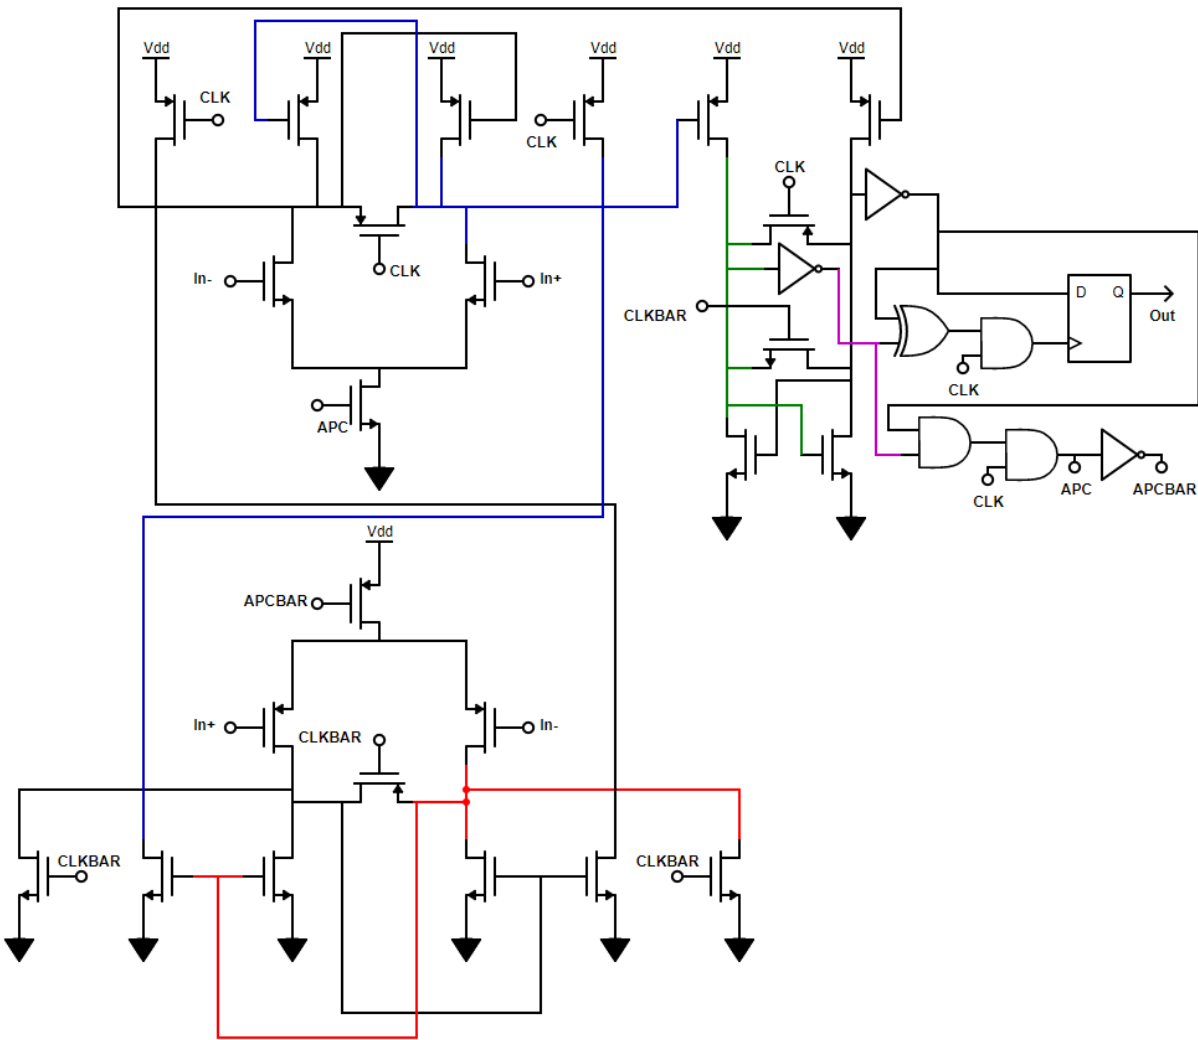 Vdd
Vdd
Vdd
Vdd
Vdd
Vdd
CLK
CLK
CLK
In-
In+
CLK
CLKBAR
D
Q
Out
CLK
APC
CLK
APC
APCBAR
Vdd
APCBAR
In+
In-
CLKBAR
CLKBAR
CLKBAR